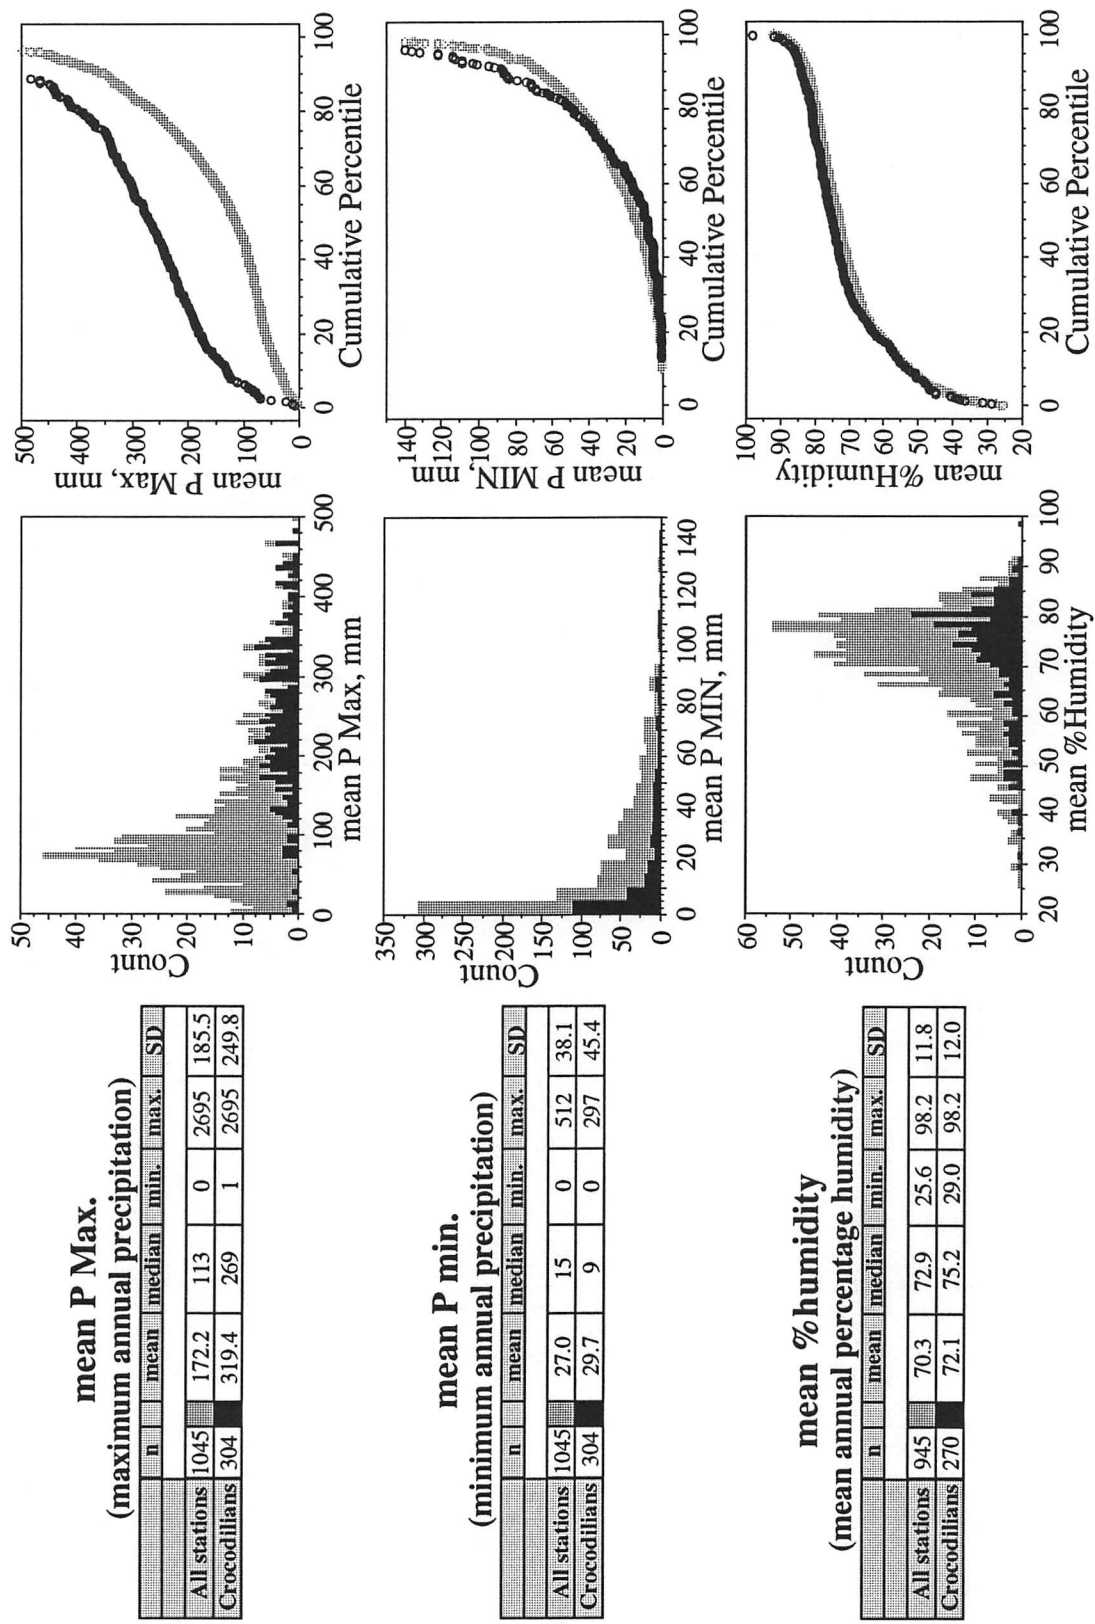 mean P Max.
(maximum annual precipitation)
n mean median min. max. SD
All stations 1045 172.2 113 0 2695 185.5
Crocodilians 304 319.4 269 1 2695 249.8
Count
50
40
30
20
10
0
0 100 200 300 400 500
mean P Max, mm
mean P Max, mm
500
400
300
200
100
0
0 20 40 60 80 100
Cumulative Percentile
mean P min.
(minimum annual precipitation)
n mean median min. max. SD
All stations 1045 27.0 15 0 512 38.1
Crocodilians 304 29.7 9 0 297 45.4
Count
350
300
250
200
150
100
50
0
0 20 40 60 80 100 120 140
mean P MIN, mm
mean P MIN, mm
140
120
100
80
60
40
20
0
0 20 40 60 80 100
Cumulative Percentile
mean %humidity
(mean annual percentage humidity)
n mean median min. max. SD
All stations 945 70.3 72.9 25.6 98.2 11.8
Crocodilians 270 72.1 75.2 29.0 98.2 12.0
Count
60
50
40
30
20
10
0
20 30 40 50 60 70 80 90 100
mean %Humidity
mean %Humidity
100
90
80
70
60
50
40
30
20
0 20 40 60 80 100
Cumulative Percentile